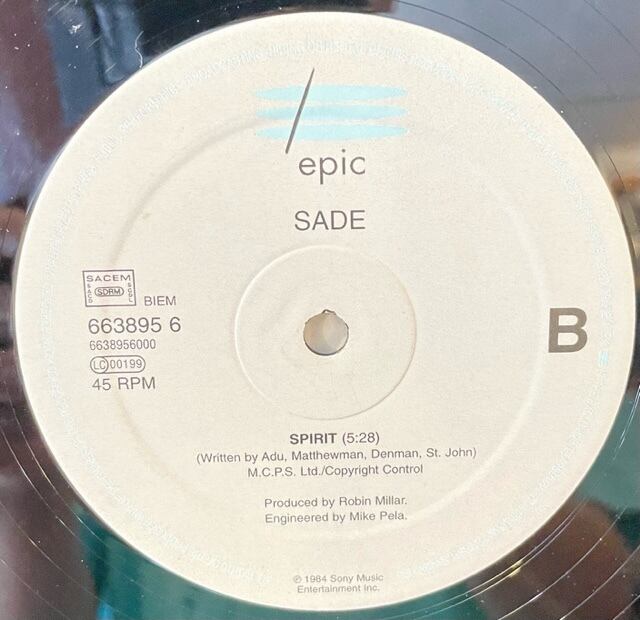 epic
SADE
SACEM
SACD SDRM SCDL
BIEM
663895 6
6638956000
LC 00199
45 RPM
B
SPIRIT (5:28)
(Written by Adu, Matthewman, Denman, St. John)
M.C.P.S. Ltd./Copyright Control
Produced by Robin Millar.
Engineered by Mike Pela.
℗ 1984 Sony Music
Entertainment Inc.